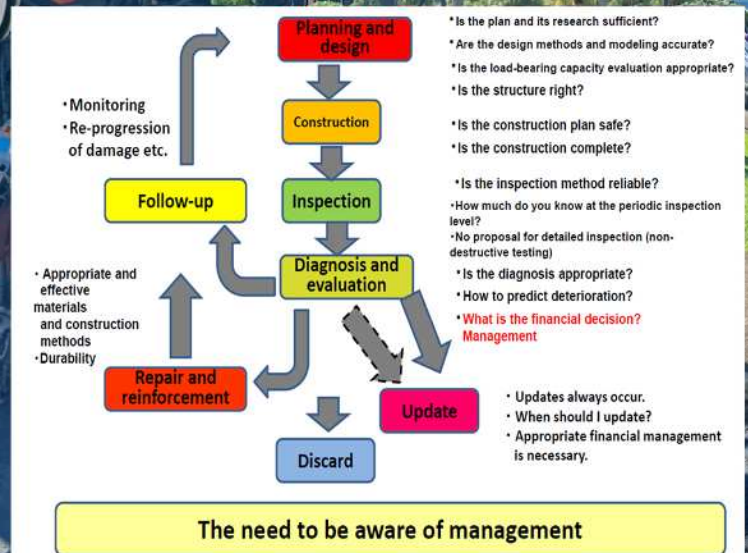 Planning and
design
Construction
Inspection
Diagnosis and
evaluation
Follow-up
Repair and
reinforcement
Update
Discard
・Monitoring
・Re-progression
of damage etc.
・Appropriate and
effective
materials
and construction
methods
・Durability
*Is the plan and its research sufficient?
*Are the design methods and modeling accurate?
*Is the load-bearing capacity evaluation appropriate?
*Is the structure right?
*Is the construction plan safe?
*Is the construction complete?
*Is the inspection method reliable?
・How much do you know at the periodic inspection
level?
・No proposal for detailed inspection (non-
destructive testing)
*Is the diagnosis appropriate?
*How to predict deterioration?
*What is the financial decision?
Management
・Updates always occur.
・When should I update?
・Appropriate financial management
is necessary.
The need to be aware of management